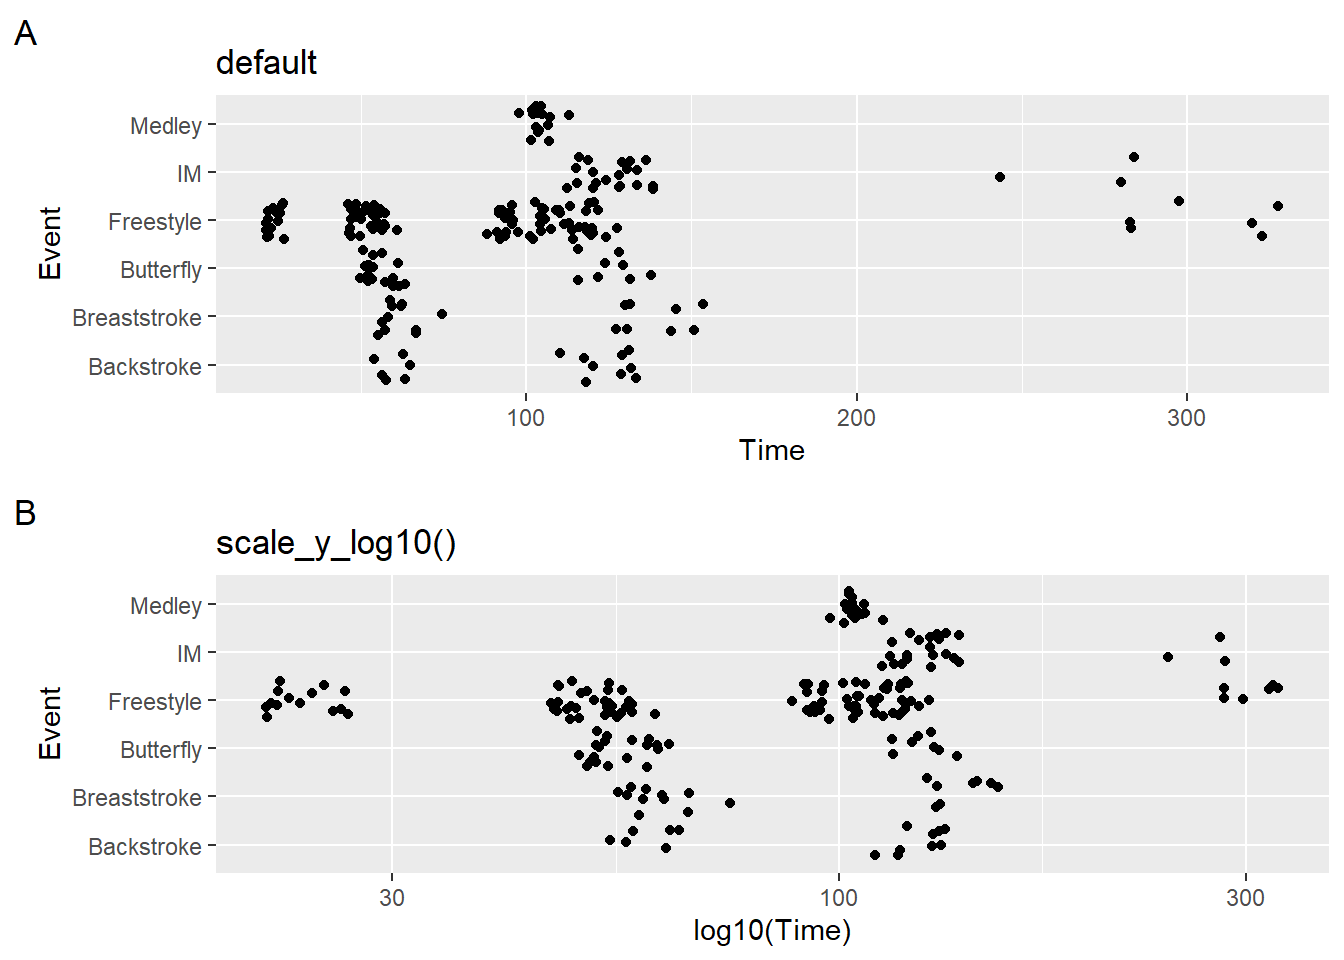 A
default
Medley
IM
Freestyle
Butterfly
Breaststroke
Backstroke
Event
100 200 300
Time
B
scale_y_log10()
Medley
IM
Freestyle
Butterfly
Breaststroke
Backstroke
Event
30 100 300
log10(Time)